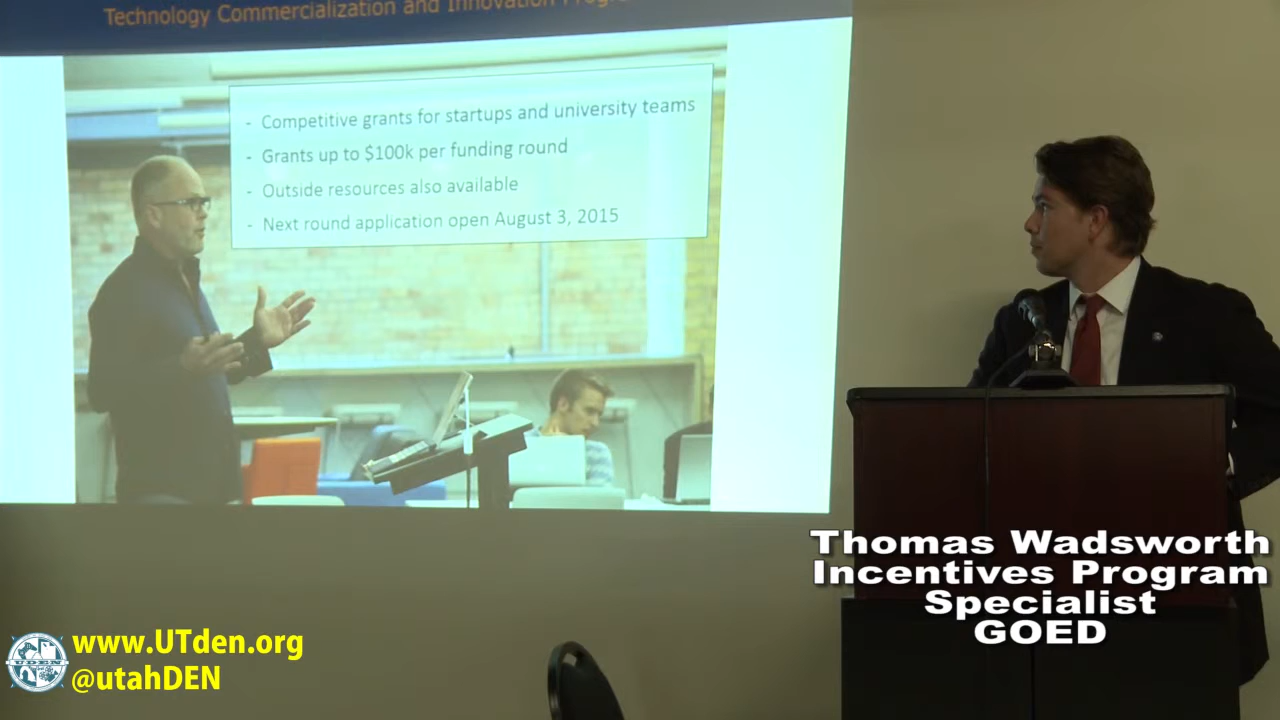 Technology Commercialization and Innovation
- Competitive grants for startups and university teams
- Grants up to $100k per funding round
- Outside resources also available
- Next round application open August 3, 2015
Thomas Wadsworth
Incentives Program
Specialist
GOED
UDEN
www.UTden.org
@utahDEN